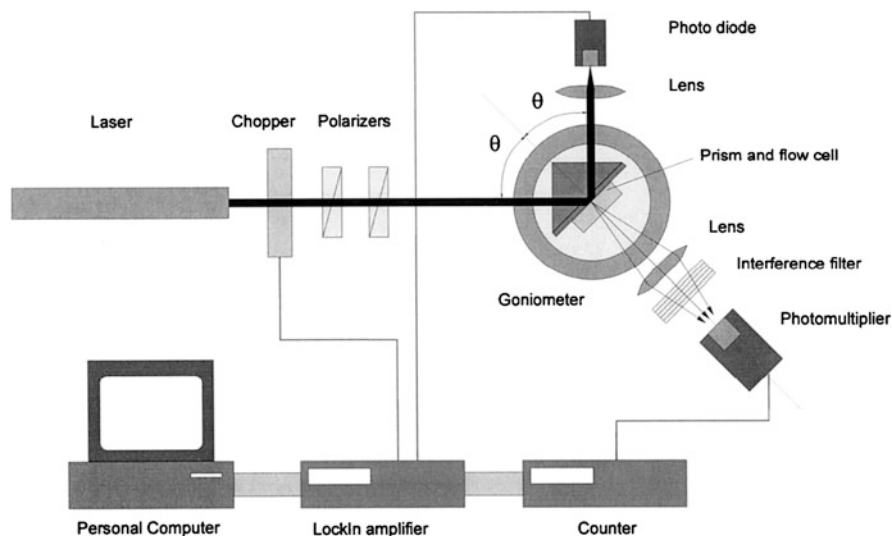 Photo diode
Lens
θ
θ
Laser
Chopper
Polarizers
Prism and flow cell
Lens
Interference filter
Goniometer
Photomultiplier
Personal Computer
LockIn amplifier
Counter